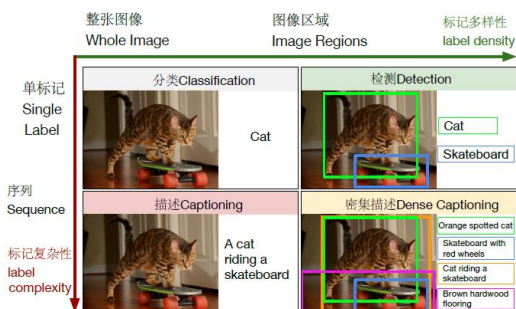 整张图像
Whole Image
图像区域
Image Regions
标记多样性
label density
单标记
Single
Label
分类Classification
Cat
检测Detection
Cat
Skateboard
序列
Sequence
标记复杂性
label
complexity
描述Captioning
A cat
riding a
skateboard
密集描述Dense Captioning
Orange spotted cat
Skateboard with
red wheels
Cat riding a
skateboard
Brown hardwood
flooring